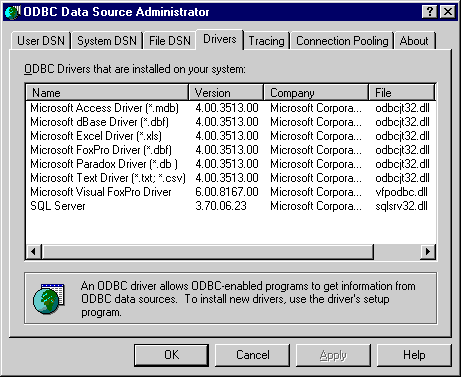 ODBC Data Source Administrator
User DSN System DSN File DSN Drivers Tracing Connection Pooling About
ODBC Drivers that are installed on your system:
Name Version Company File
Microsoft Access Driver (*.mdb) 4.00.3513.00 Microsoft Corpora... odbcjt32.dll
Microsoft dBase Driver (*.dbf) 4.00.3513.00 Microsoft Corpora... odbcjt32.dll
Microsoft Excel Driver (*.xls) 4.00.3513.00 Microsoft Corpora... odbcjt32.dll
Microsoft FoxPro Driver (*.dbf) 4.00.3513.00 Microsoft Corpora... odbcjt32.dll
Microsoft Paradox Driver (*.db ) 4.00.3513.00 Microsoft Corpora... odbcjt32.dll
Microsoft Text Driver (*.txt; *.csv) 4.00.3513.00 Microsoft Corpora... odbcjt32.dll
Microsoft Visual FoxPro Driver 6.00.8167.00 Microsoft Corpora... vfpodbc.dll
SQL Server 3.70.06.23 Microsoft Corpora... sqlsrv32.dll
An ODBC driver allows ODBC-enabled programs to get information from
ODBC data sources. To install new drivers, use the driver's setup
program.
OK Cancel Apply Help